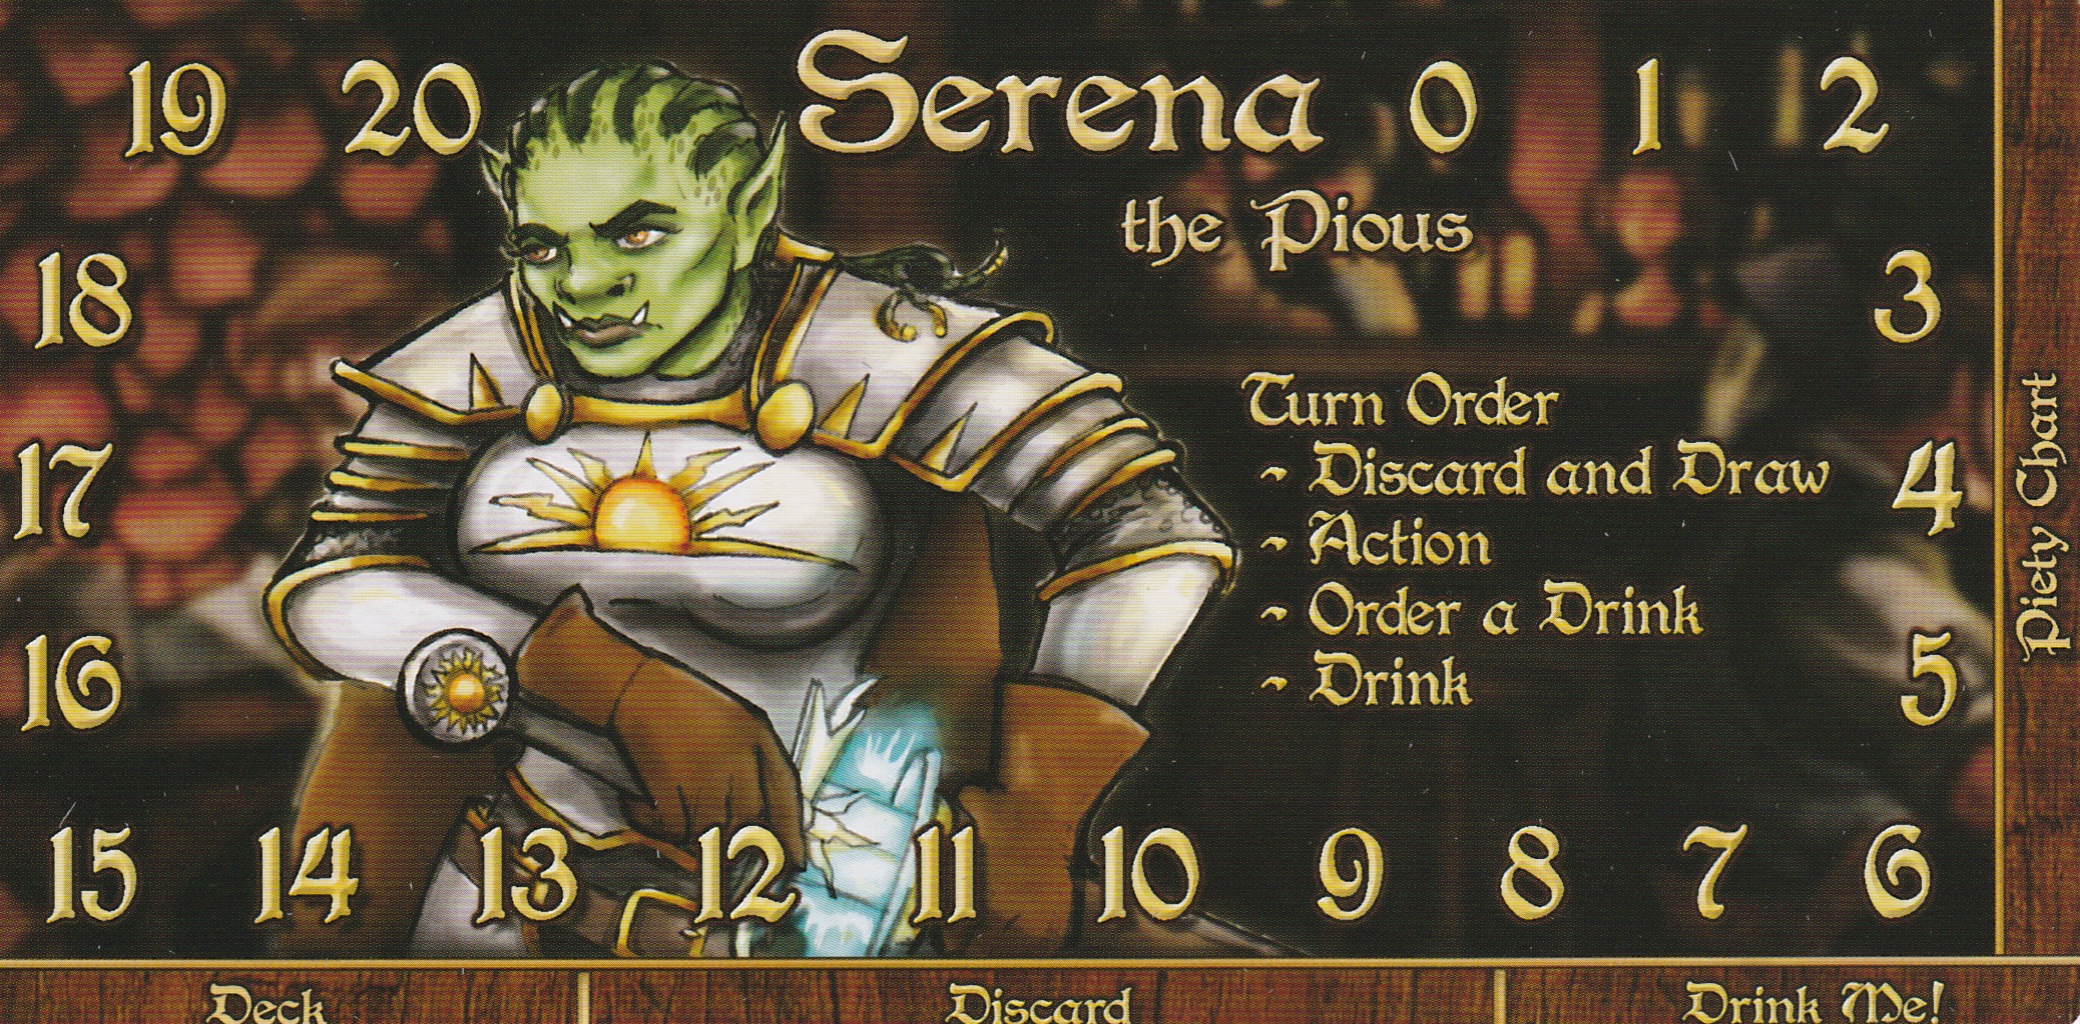 19 20 Serena 0 1 2
the Pious
18 3
Turn Order
- Discard and Draw
17 4
- Action
- Order a Drink
16 5
- Drink
15 14 13 12 11 10 9 8 7 6
Piety Chart
Deck Discard Drink Me!